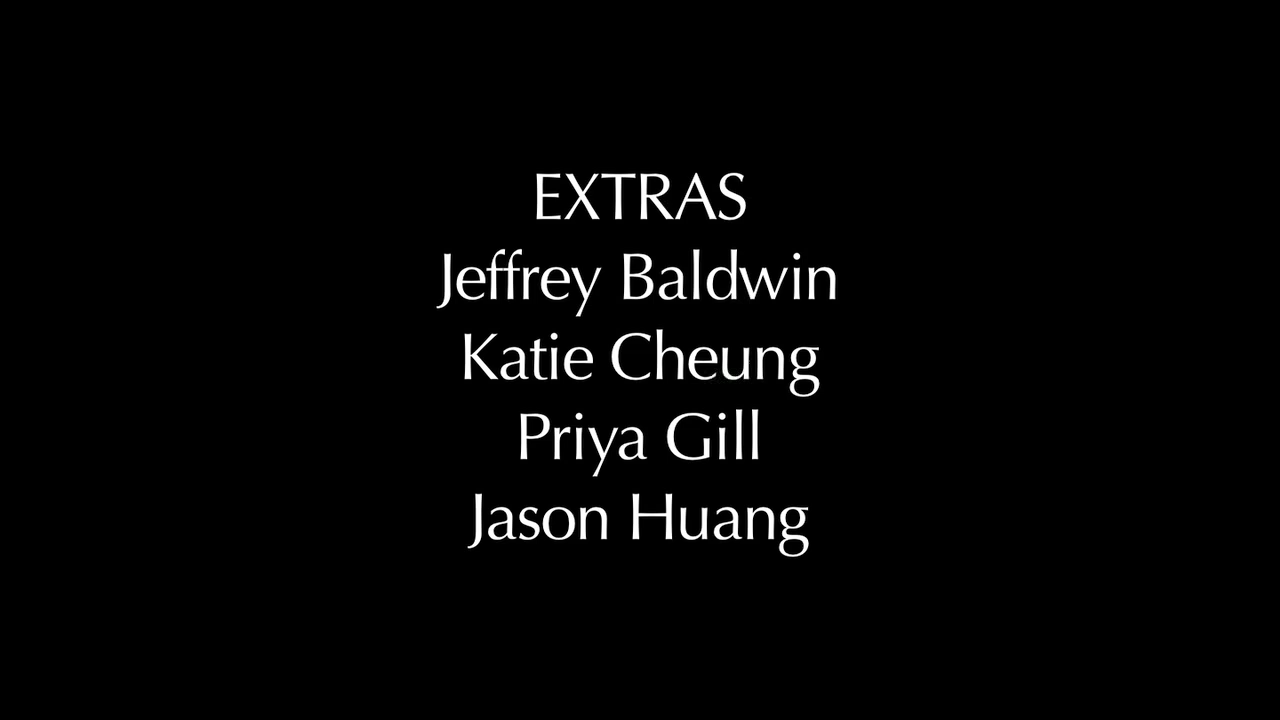 EXTRAS
Jeffrey Baldwin
Katie Cheung
Priya Gill
Jason Huang